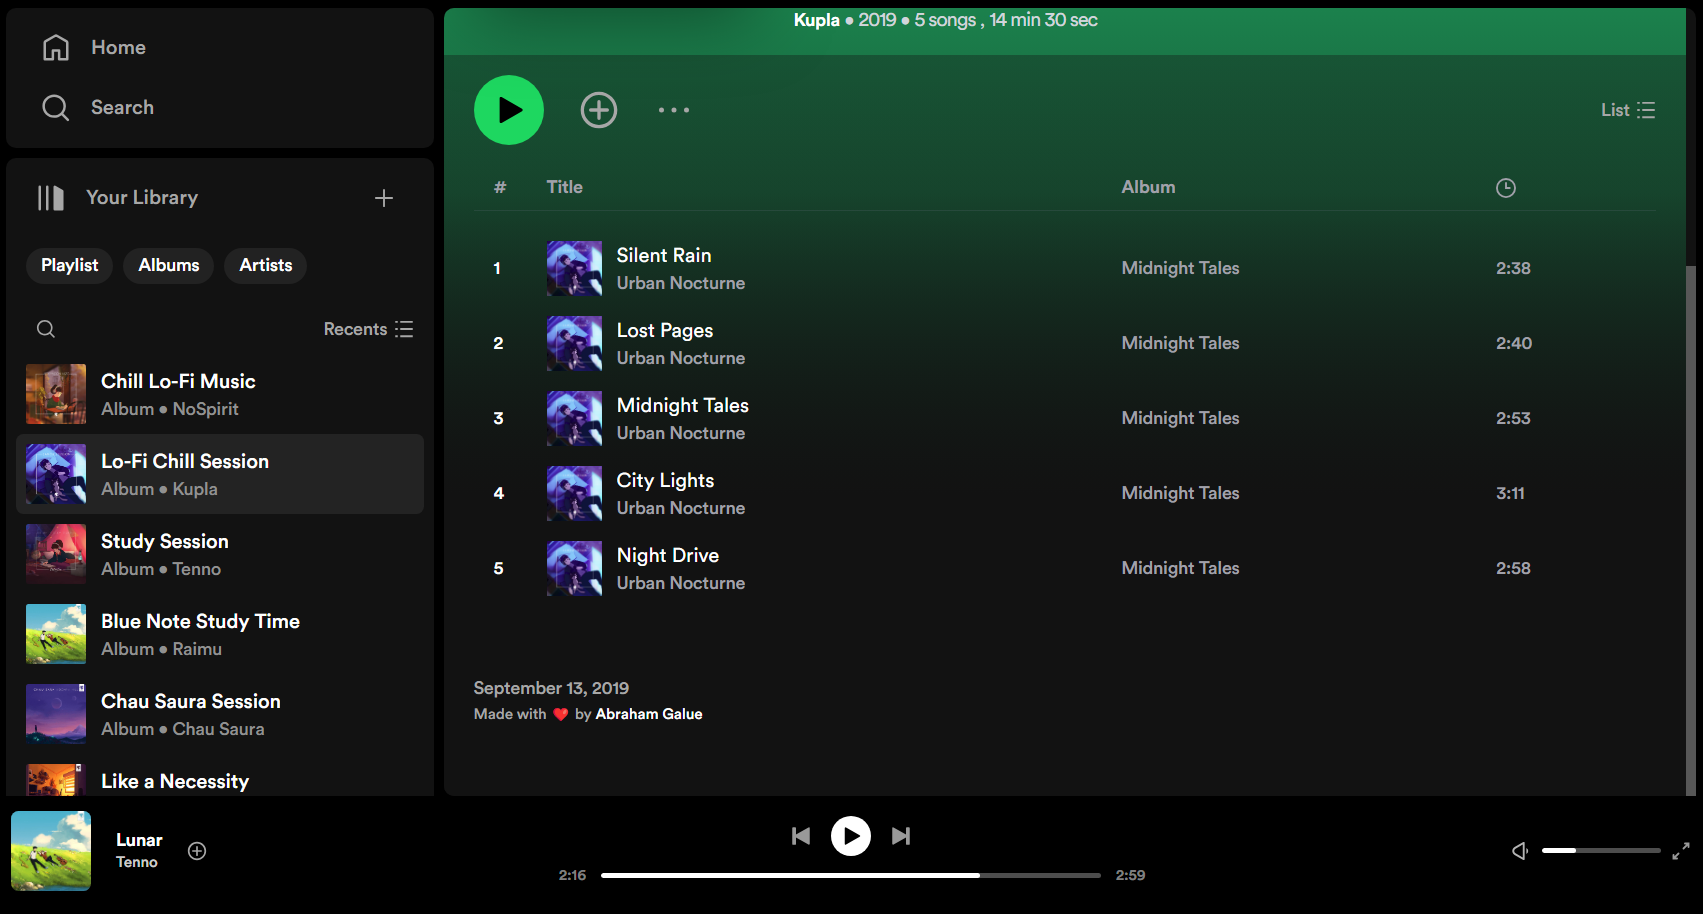 Home
Search
Your Library
Playlist Albums Artists
Recents
Chill Lo-Fi Music
Album • NoSpirit
Lo-Fi Chill Session
Album • Kupla
Study Session
Album • Tenno
Blue Note Study Time
Album • Raimu
Chau Saura Session
Album • Chau Saura
Like a Necessity
Kupla • 2019 • 5 songs , 14 min 30 sec
List
# Title Album
1 Silent Rain Midnight Tales 2:38
Urban Nocturne
2 Lost Pages Midnight Tales 2:40
Urban Nocturne
3 Midnight Tales Midnight Tales 2:53
Urban Nocturne
4 City Lights Midnight Tales 3:11
Urban Nocturne
5 Night Drive Midnight Tales 2:58
Urban Nocturne
September 13, 2019
Made with ❤️ by Abraham Galue
Lunar
Tenno
2:16 2:59